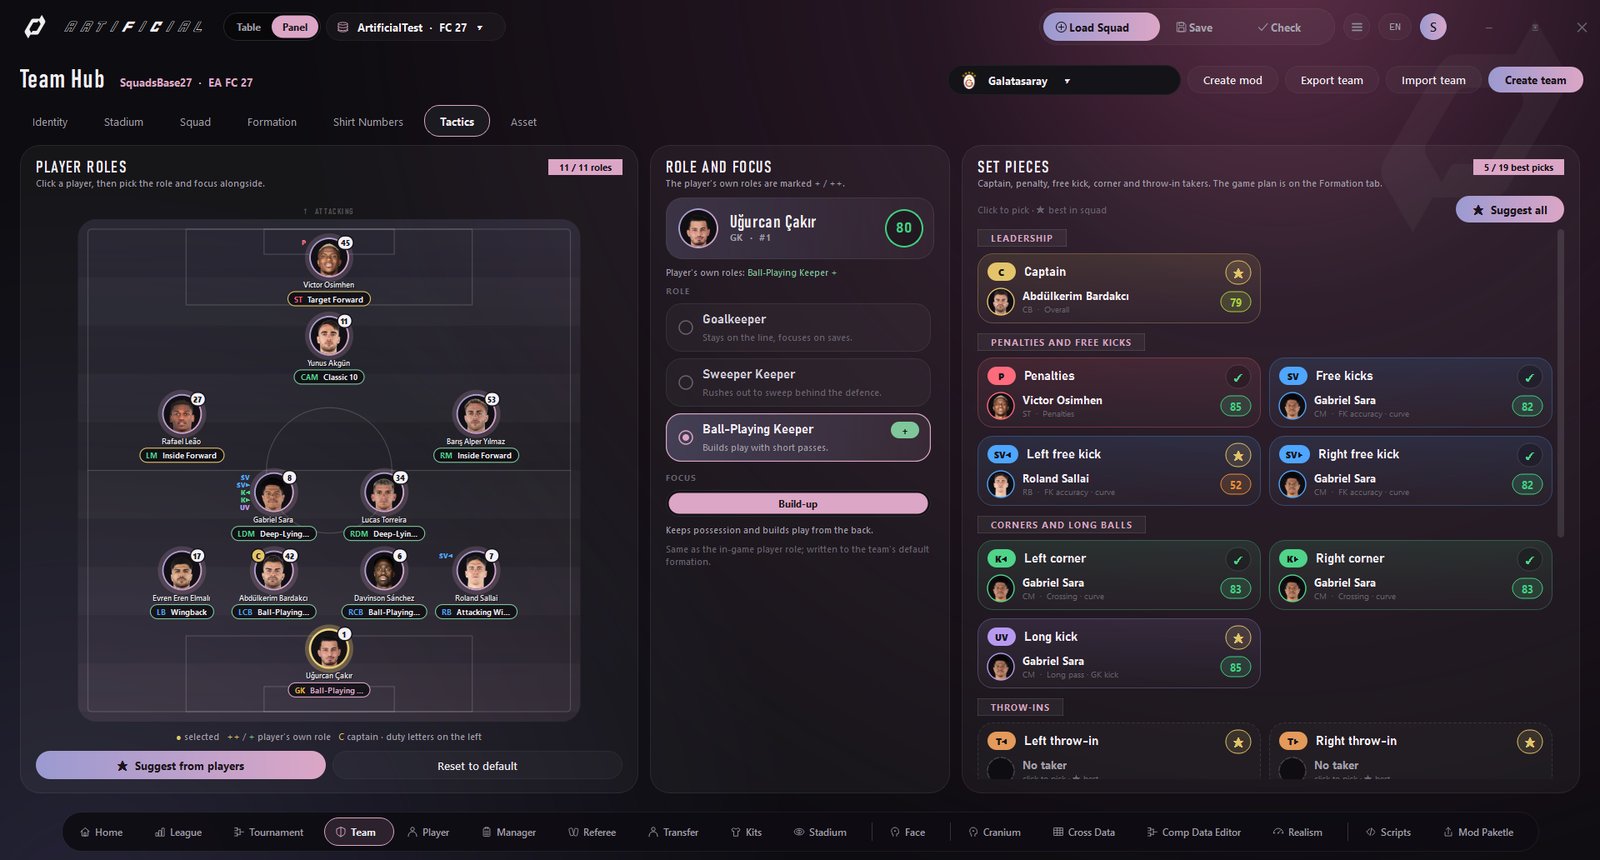 ARTIFICIAL
Table
Panel
ArtificialTest · FC 27
Load Squad
Save
Check
EN
S
Team Hub
SquadsBase27 · EA FC 27
Galatasaray
Create mod
Export team
Import team
Create team
Identity
Stadium
Squad
Formation
Shirt Numbers
Tactics
Asset
PLAYER ROLES
11 / 11 roles
Click a player, then pick the role and focus alongside.
↑ ATTACKING
P
45
Victor Osimhen
ST Target Forward
11
Yunus Akgün
CAM Classic 10
27
Rafael Leão
LM Inside Forward
53
Barış Alper Yılmaz
RM Inside Forward
SV
SV◂
K◂
K▸
UV
8
Gabriel Sara
LDM Deep-Lying...
34
Lucas Torreira
RDM Deep-Lyin...
17
Evren Eren Elmalı
LB Wingback
C
42
Abdülkerim Bardakcı
LCB Ball-Playing...
6
Davinson Sánchez
RCB Ball-Playing...
SV◂
7
Roland Sallai
RB Attacking Wi...
1
Uğurcan Çakır
GK Ball-Playing ...
● selected ++ / + player's own role C captain · duty letters on the left
★ Suggest from players
Reset to default
ROLE AND FOCUS
The player's own roles are marked + / ++.
Uğurcan Çakır
GK · #1
80
Player's own roles: Ball-Playing Keeper +
ROLE
Goalkeeper
Stays on the line, focuses on saves.
Sweeper Keeper
Rushes out to sweep behind the defence.
Ball-Playing Keeper
+
Builds play with short passes.
FOCUS
Build-up
Keeps possession and builds play from the back.
Same as the in-game player role; written to the team's default
formation.
SET PIECES
5 / 19 best picks
Captain, penalty, free kick, corner and throw-in takers. The game plan is on the Formation tab.
Click to pick · ★ best in squad
★ Suggest all
LEADERSHIP
C Captain
Abdülkerim Bardakcı
CB · Overall
79
PENALTIES AND FREE KICKS
P Penalties
Victor Osimhen
ST · Penalties
85
SV Free kicks
Gabriel Sara
CM · FK accuracy · curve
82
SV◂ Left free kick
Roland Sallai
RB · FK accuracy · curve
52
SV▸ Right free kick
Gabriel Sara
CM · FK accuracy · curve
82
CORNERS AND LONG BALLS
K◂ Left corner
Gabriel Sara
CM · Crossing · curve
83
K▸ Right corner
Gabriel Sara
CM · Crossing · curve
83
UV Long kick
Gabriel Sara
CM · Long pass · GK kick
85
THROW-INS
T◂ Left throw-in
No taker
click to pick · ★ best
T▸ Right throw-in
No taker
click to pick · ★ best
Home
League
Tournament
Team
Player
Manager
Referee
Transfer
Kits
Stadium
Face
Cranium
Cross Data
Comp Data Editor
Realism
Scripts
Mod Paketle